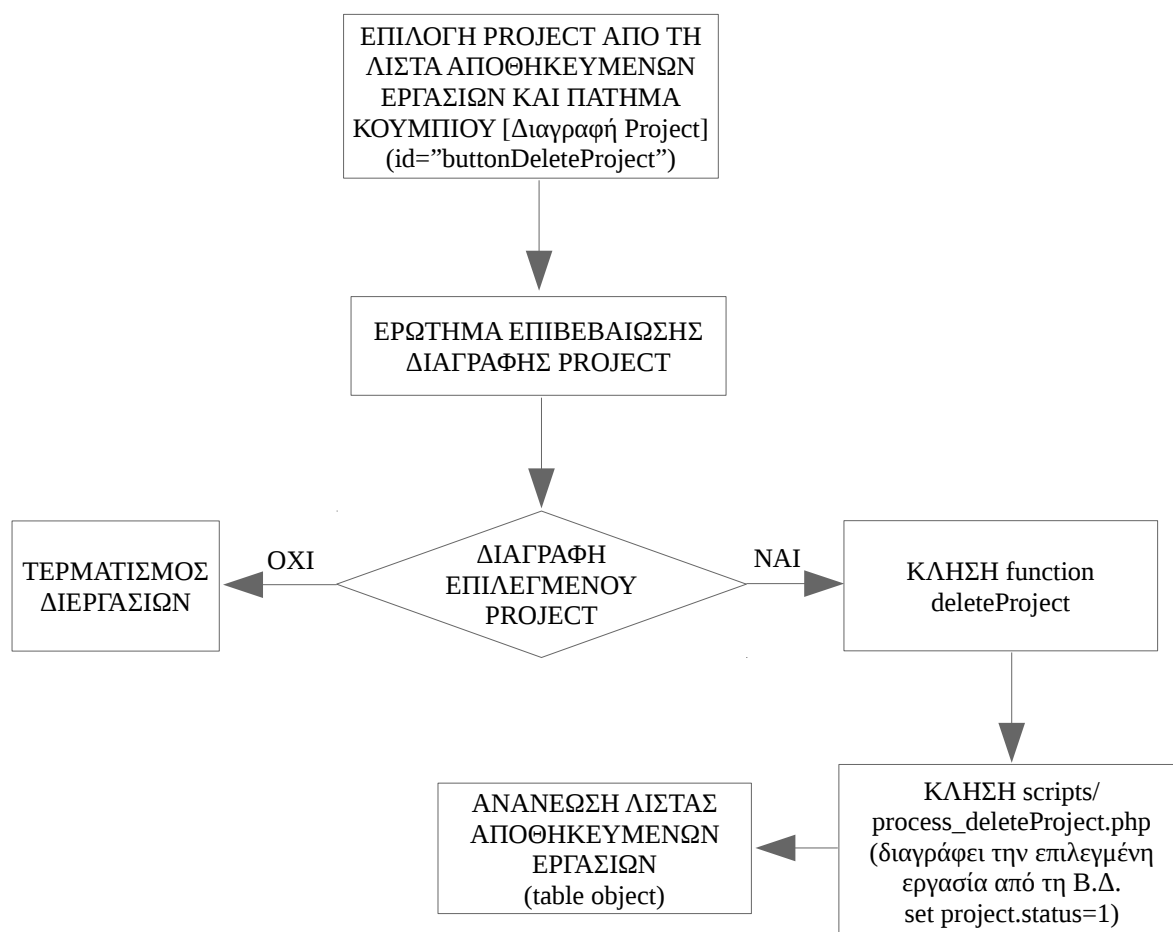 ΕΠΙΛΟΓΗ PROJECT ΑΠΟ ΤΗ
ΛΙΣΤΑ ΑΠΟΘΗΚΕΥΜΕΝΩΝ
ΕΡΓΑΣΙΩΝ ΚΑΙ ΠΑΤΗΜΑ
ΚΟΥΜΠΙΟΥ [Διαγραφή Project]
(id=”buttonDeleteProject”)
ΕΡΩΤΗΜΑ ΕΠΙΒΕΒΑΙΩΣΗΣ
ΔΙΑΓΡΑΦΗΣ PROJECT
ΔΙΑΓΡΑΦΗ
ΕΠΙΛΕΓΜΕΝΟΥ
PROJECT
ΟΧΙ
ΤΕΡΜΑΤΙΣΜΟΣ
ΔΙΕΡΓΑΣΙΩΝ
ΝΑΙ
ΚΛΗΣΗ function
deleteProject
ΚΛΗΣΗ scripts/
process_deleteProject.php
(διαγράφει την επιλεγμένη
εργασία από τη Β.Δ.
set project.status=1)
ΑΝΑΝΕΩΣΗ ΛΙΣΤΑΣ
ΑΠΟΘΗΚΕΥΜΕΝΩΝ
ΕΡΓΑΣΙΩΝ
(table object)